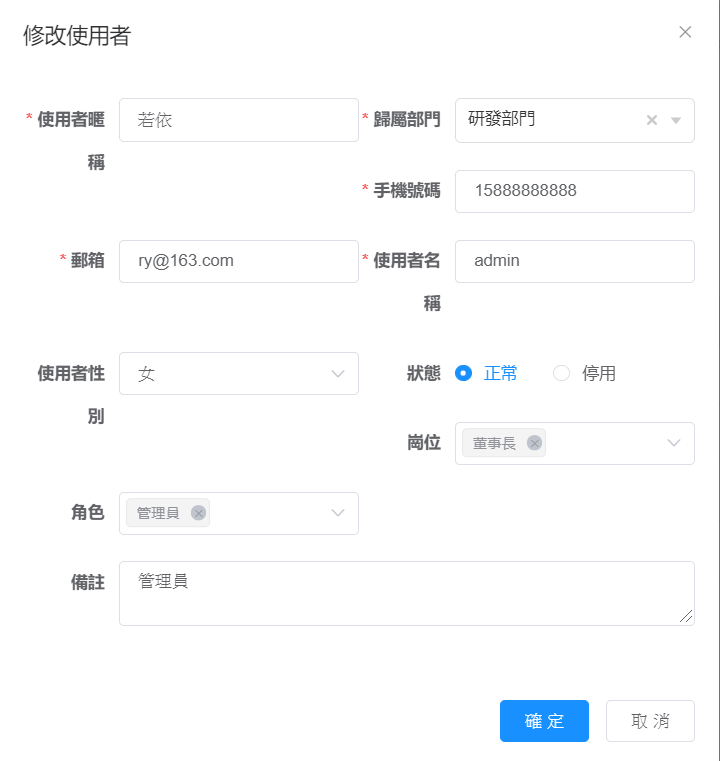 修改使用者
* 使用者暱稱
若依
* 歸屬部門
研發部門
* 手機號碼
15888888888
* 郵箱
ry@163.com
* 使用者名稱
admin
使用者性別
女
狀態
正常
停用
崗位
董事長
角色
管理員
備註
管理員
確定
取消